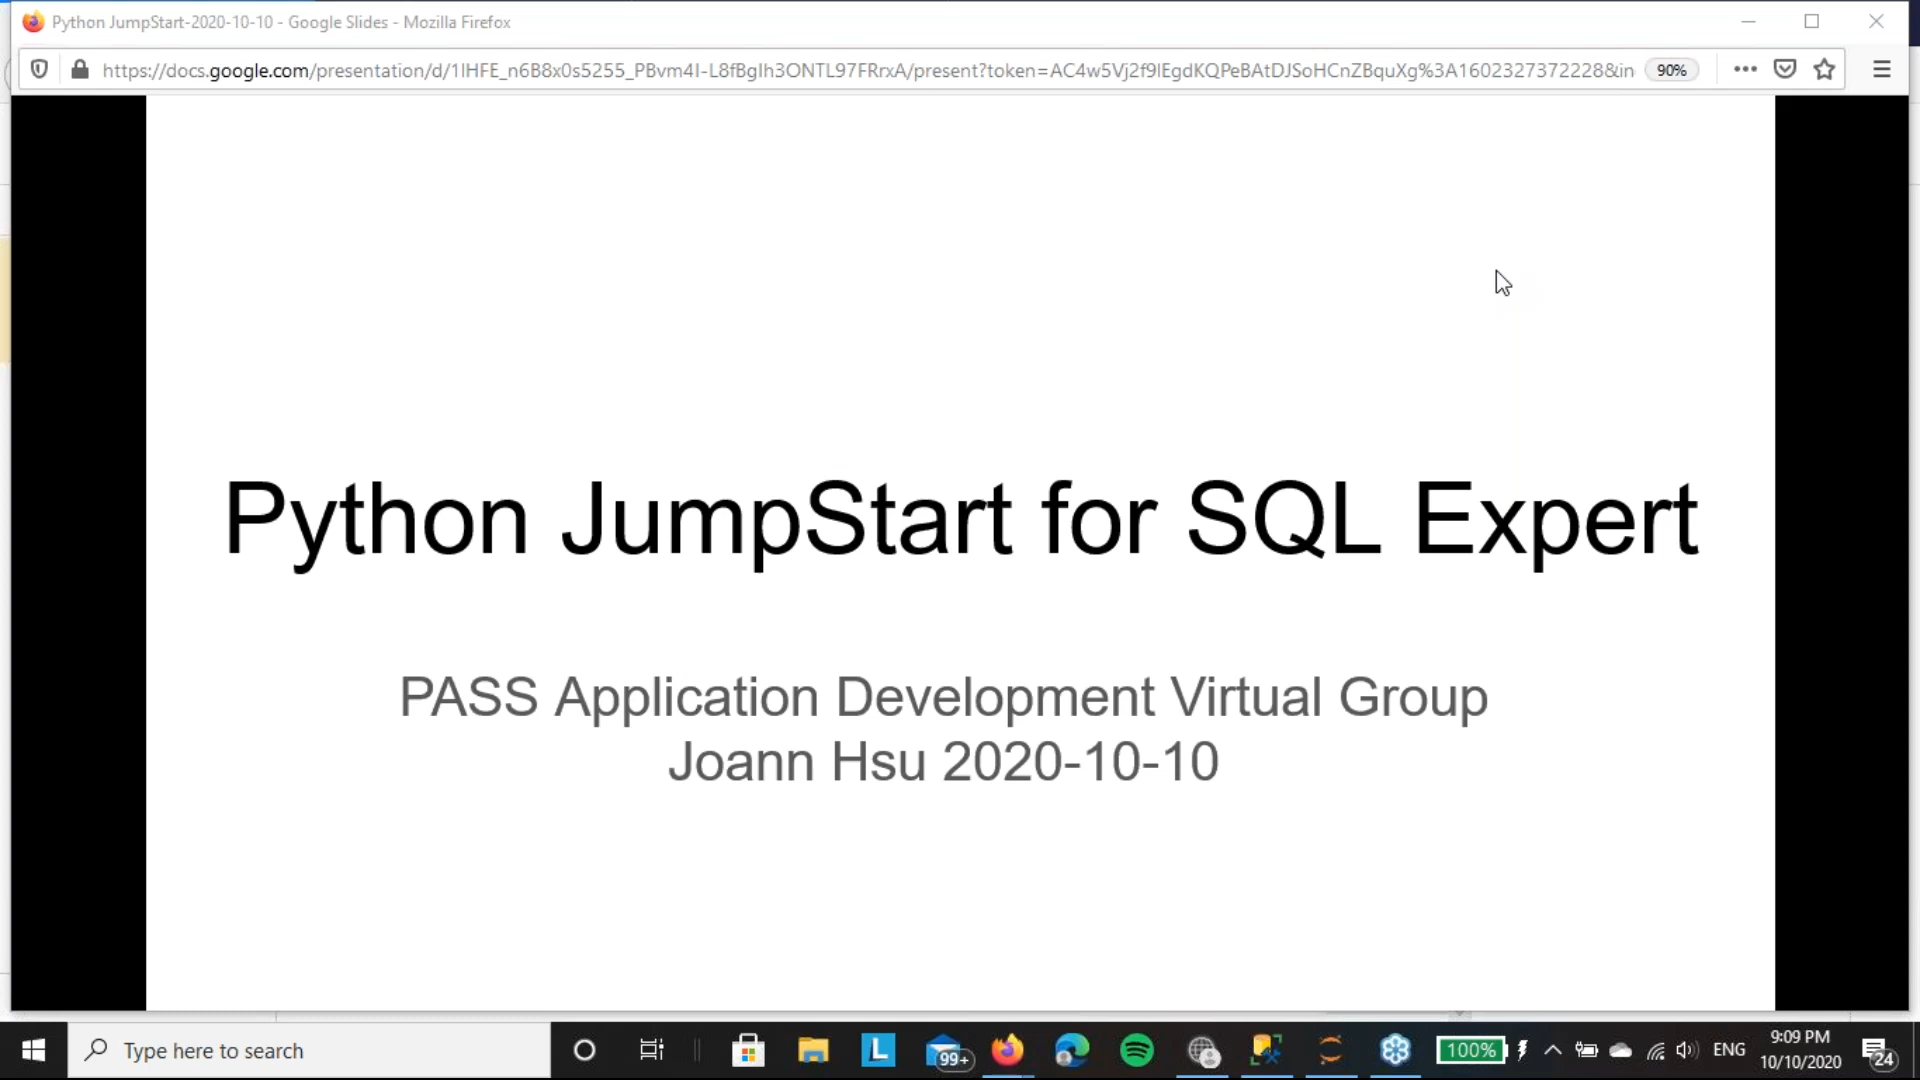 Python JumpStart-2020-10-10 - Google Slides - Mozilla Firefox
https://docs.google.com/presentation/d/1lHFE_n6B8x0s5255_PBvm4I-L8fBgIh3ONTL97FRrxA/present?token=AC4w5Vj2f9lEgdKQPeBAtDJSoHCnZBquXg%3A1602327372228&in
90%
Python JumpStart for SQL Expert
PASS Application Development Virtual Group
Joann Hsu 2020-10-10
Type here to search
L
99+
100%
ENG
9:09 PM
10/10/2020
24